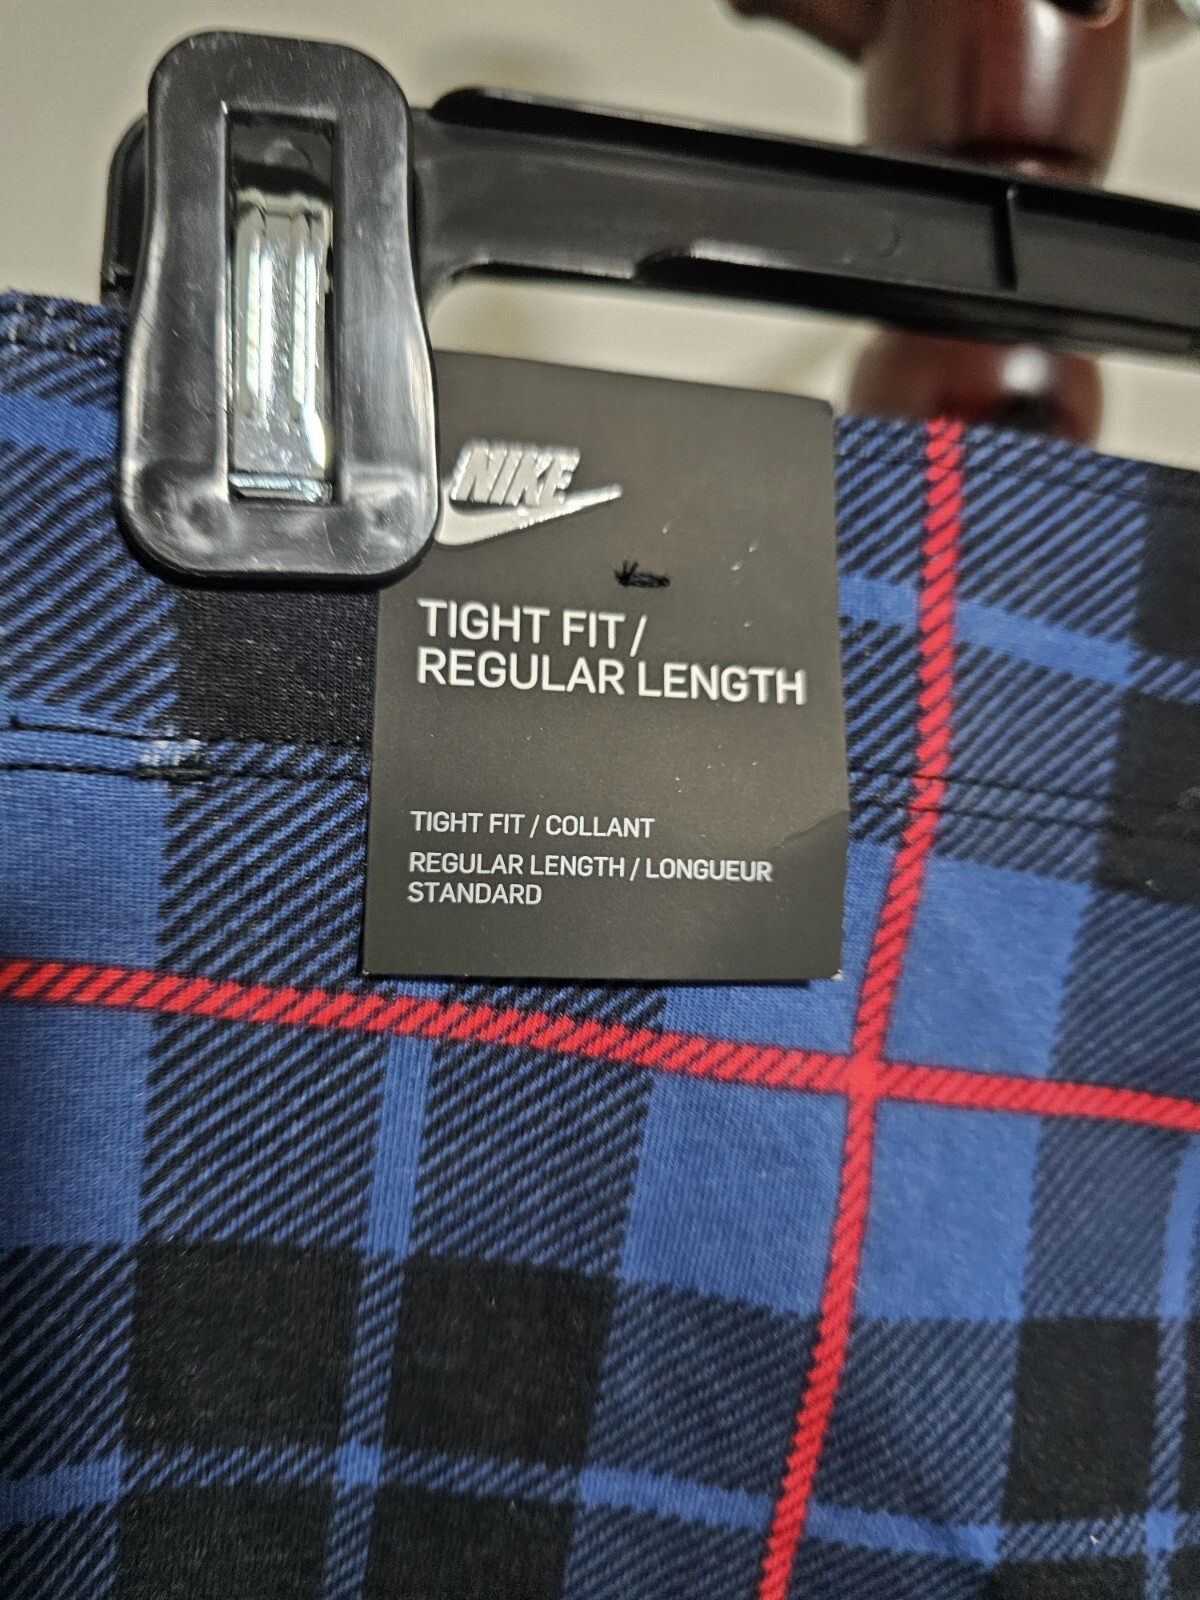 NIKE
TIGHT FIT /
REGULAR LENGTH
TIGHT FIT / COLLANT
REGULAR LENGTH / LONGUEUR
STANDARD